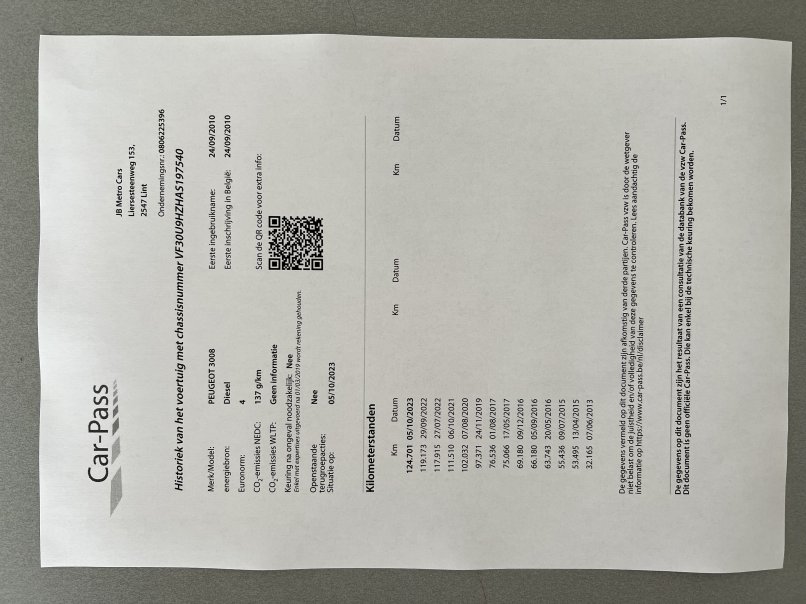 Car-Pass
JB Metro Cars
Liersesteenweg 153,
2547 Lint
Ondernemingsnr.: 0806225396
Historiek van het voertuig met chassisnummer VF30U9HZHAS197540
Merk/Model: PEUGEOT 3008
Eerste ingebruikname: 24/09/2010
energiebron: Diesel
Eerste inschrijving in België: 24/09/2010
Euronorm: 4
CO2-emissies NEDC: 137 g/km
Scan de QR code voor extra info:
CO2-emissies WLTP: Geen informatie
Keuring na ongeval noodzakelijk: Nee
Enkel met expertises uitgevoerd na 01/03/2019 wordt rekening gehouden.
Openstaande Nee
terugroepacties:
Situatie op: 05/10/2023
Kilometerstanden
Km Datum Km Datum Km Datum
124.701 05/10/2023
119.173 29/09/2022
117.915 27/07/2022
111.510 06/10/2021
102.032 07/08/2020
97.371 24/11/2019
76.536 01/08/2017
75.066 17/05/2017
69.180 09/12/2016
66.180 05/09/2016
63.743 20/05/2016
55.436 09/07/2015
53.495 13/04/2015
32.165 07/06/2013
De gegevens vermeld op dit document zijn afkomstig van derde partijen. Car-Pass vzw is door de wetgever
niet belast om de juistheid en/of volledigheid van deze gegevens te controleren. Lees aandachtig de
informatie op https://www.car-pass.be/nl/disclaimer
De gegevens op dit document zijn het resultaat van een consultatie van de databank van de vzw Car-Pass.
Dit document is geen officiële Car-Pass. Die kan enkel bij de technische keuring bekomen worden.
1/1